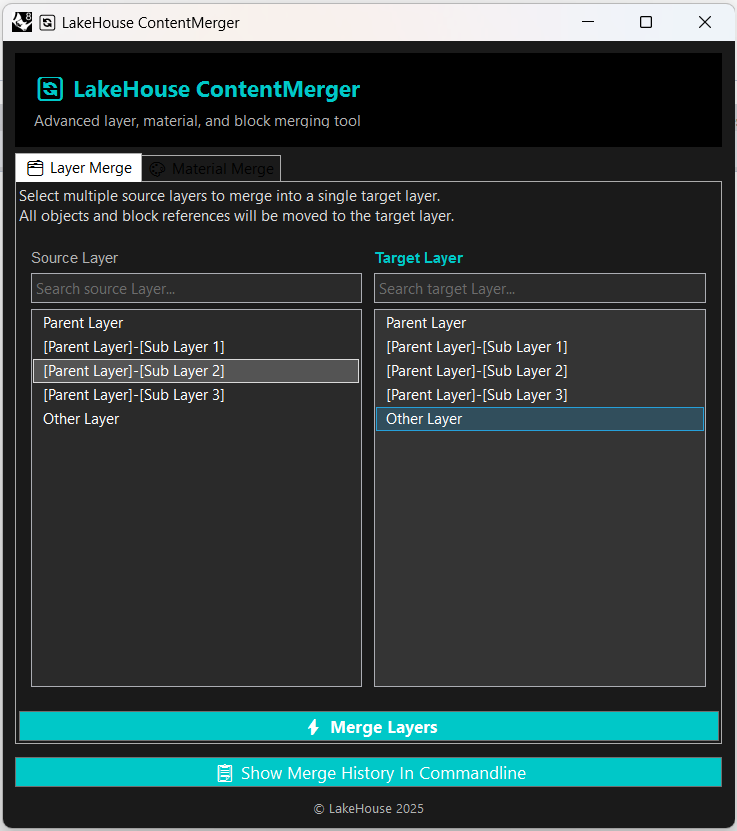 LakeHouse ContentMerger
LakeHouse ContentMerger
Advanced layer, material, and block merging tool
Layer Merge
Material Merge
Select multiple source layers to merge into a single target layer.
All objects and block references will be moved to the target layer.
Source Layer
Target Layer
Search source Layer...
Search target Layer...
Parent Layer
[Parent Layer]-[Sub Layer 1]
[Parent Layer]-[Sub Layer 2]
[Parent Layer]-[Sub Layer 3]
Other Layer
Parent Layer
[Parent Layer]-[Sub Layer 1]
[Parent Layer]-[Sub Layer 2]
[Parent Layer]-[Sub Layer 3]
Other Layer
Merge Layers
Show Merge History In Commandline
© LakeHouse 2025